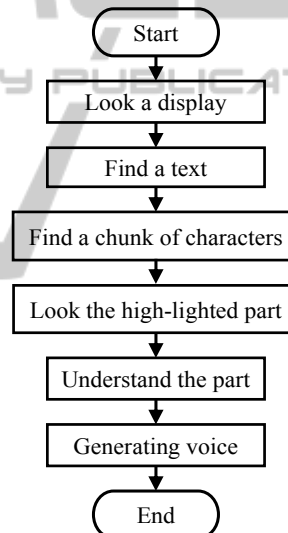 Start
Look a display
Find a text
Find a chunk of characters
Look the high-lighted part
Understand the part
Generating voice
End